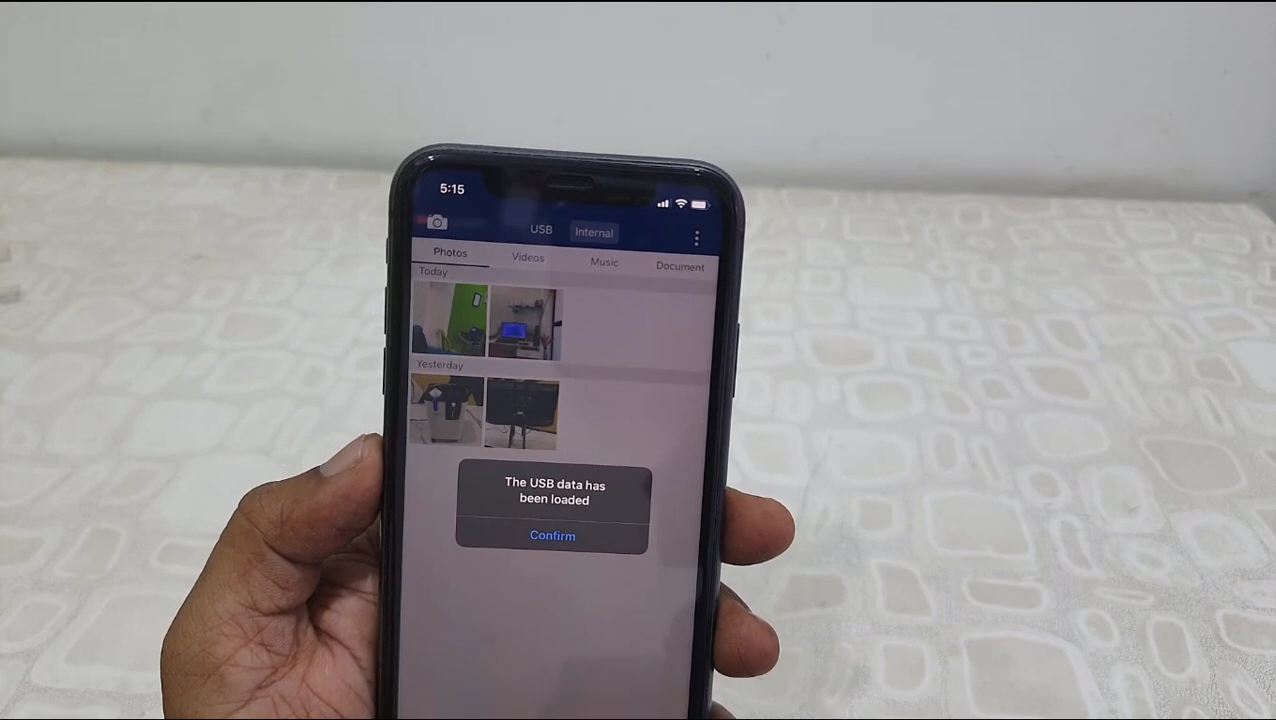 5:15
USB Internal
Photos Videos Music Document
Today
Yesterday
The USB data has
been loaded
Confirm